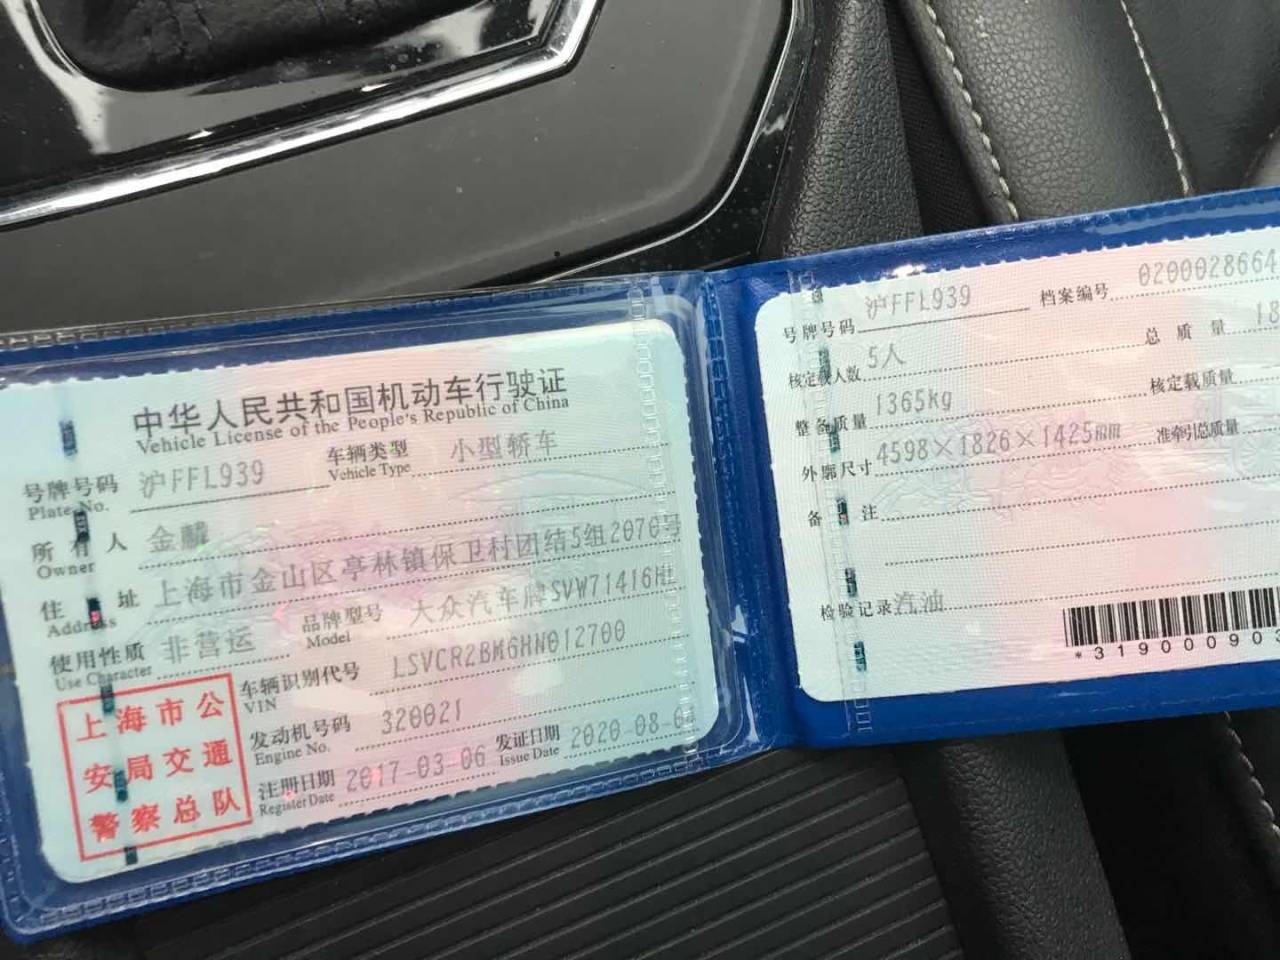 中华人民共和国机动车行驶证
Vehicle License of the People's Republic of China
号牌号码 沪FFL939 车辆类型 小型轿车
Plate No. Vehicle Type
所有人 金麟
Owner
住址 上海市金山区亭林镇保卫村团结5组2070号
Address
使用性质 非营运 品牌型号 大众汽车牌SVW71416HL
Use Character Model
车辆识别代号 LSVCR2BM6HN012700
VIN
发动机号码 320021
Engine No.
注册日期 2017-03-06 发证日期 2020-08-0
Register Date Issue Date
上海市公
安局交通
警察总队
号牌号码 沪FFL939 档案编号 0200028664
核定载人数 5人 总质量 18
整备质量 1365kg 核定载质量
外廓尺寸 4598×1826×1425mm 准牵引总质量
备注
检验记录 汽油
*319000090